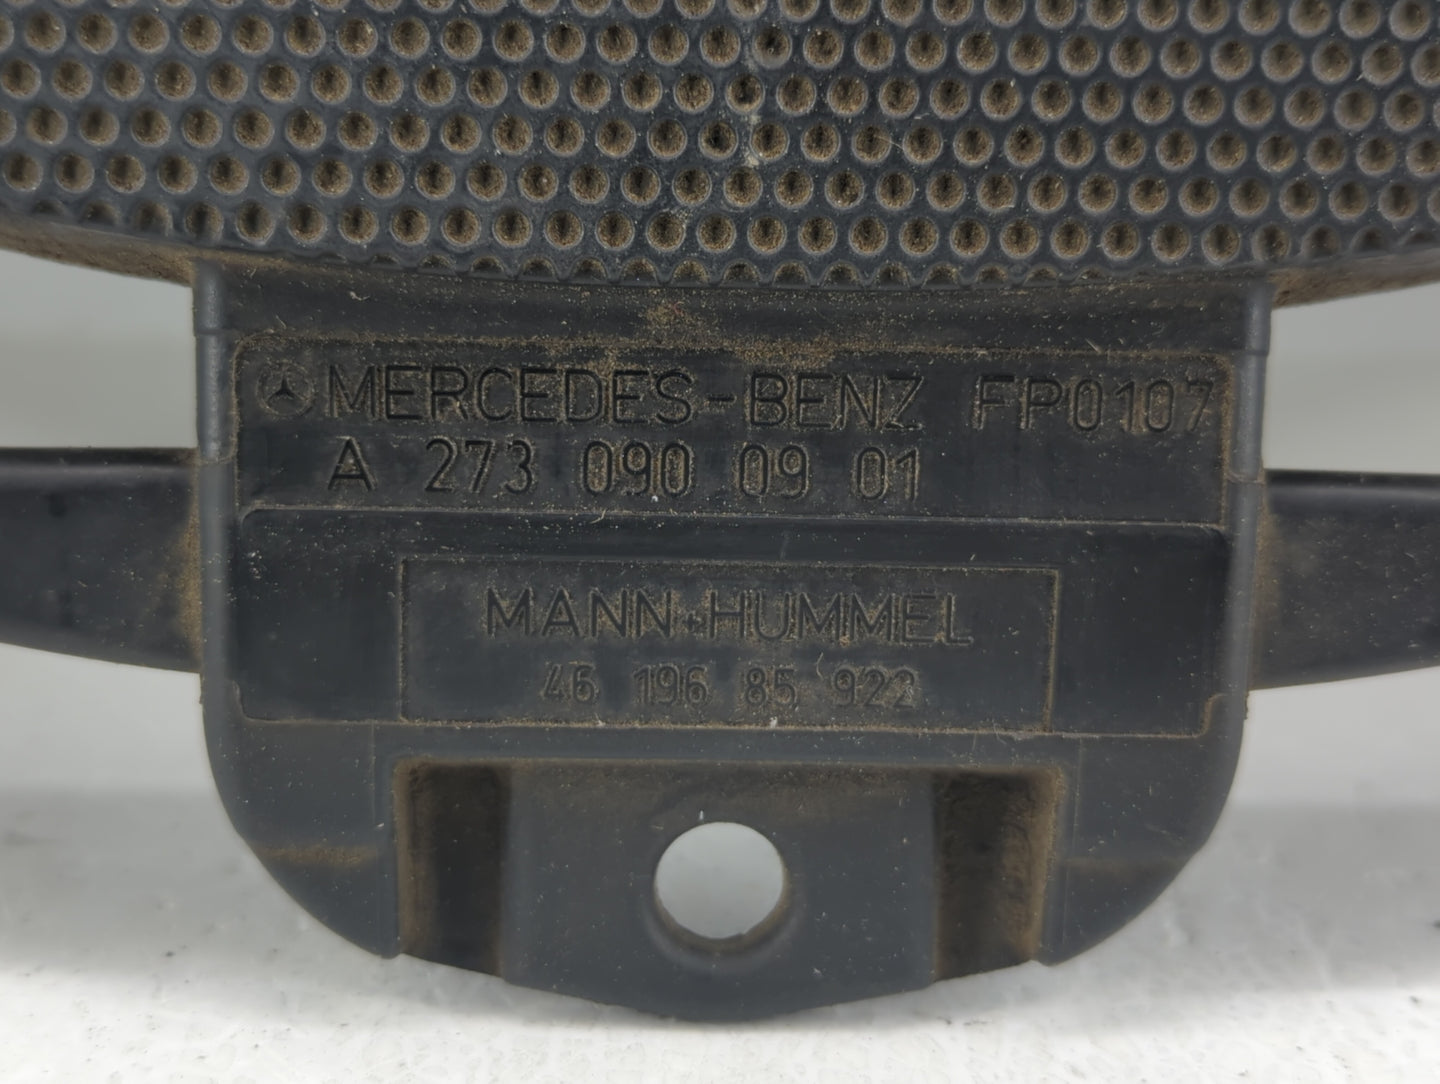 MERCEDES-BENZ FP0107
A 273 090 09 01
MANN+HUMMEL
46 196 85 922